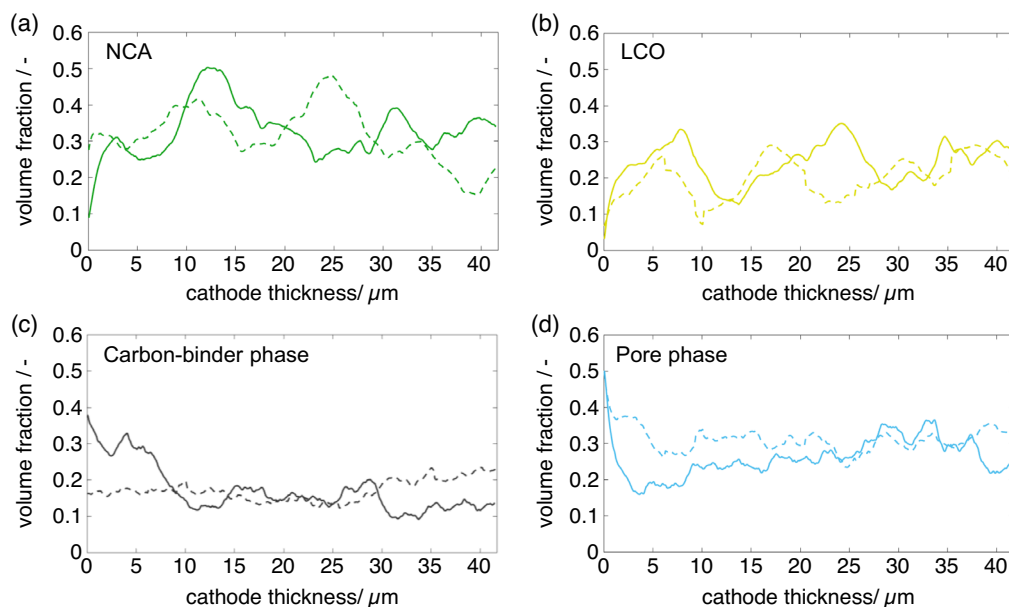 (a)
NCA
0.6
0.5
0.4
0.3
0.2
0.1
0
volume fraction / -
0 5 10 15 20 25 30 35 40
cathode thickness/ µm
(b)
LCO
0.6
0.5
0.4
0.3
0.2
0.1
0
volume fraction / -
0 5 10 15 20 25 30 35 40
cathode thickness/ µm
(c)
Carbon-binder phase
0.6
0.5
0.4
0.3
0.2
0.1
0
volume fraction / -
0 5 10 15 20 25 30 35 40
cathode thickness/ µm
(d)
Pore phase
0.6
0.5
0.4
0.3
0.2
0.1
0
volume fraction / -
0 5 10 15 20 25 30 35 40
cathode thickness/ µm